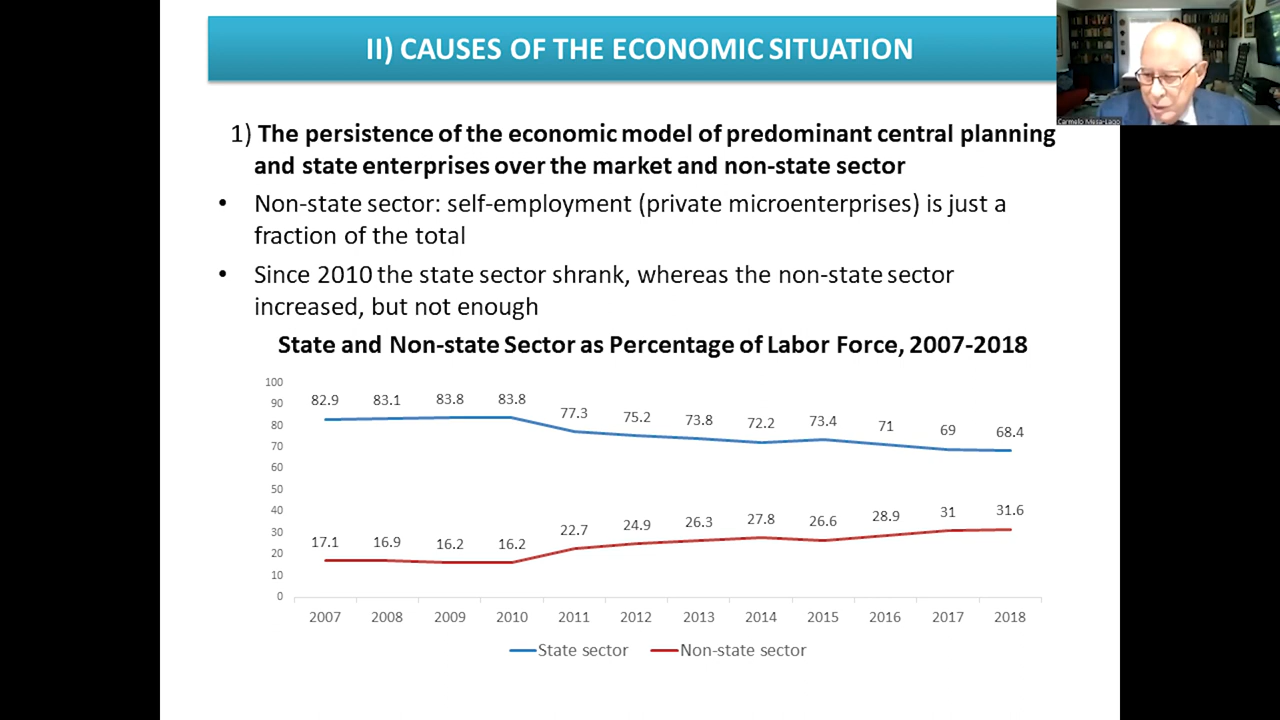 II) CAUSES OF THE ECONOMIC SITUATION
Carmelo Mesa-Lago
1) The persistence of the economic model of predominant central planning
and state enterprises over the market and non-state sector
• Non-state sector: self-employment (private microenterprises) is just a
fraction of the total
• Since 2010 the state sector shrank, whereas the non-state sector
increased, but not enough
State and Non-state Sector as Percentage of Labor Force, 2007-2018
100
90
80
70
60
50
40
30
20
10
0
82.9 83.1 83.8 83.8 77.3 75.2 73.8 72.2 73.4 71 69 68.4
17.1 16.9 16.2 16.2 22.7 24.9 26.3 27.8 26.6 28.9 31 31.6
2007 2008 2009 2010 2011 2012 2013 2014 2015 2016 2017 2018
State sector Non-state sector